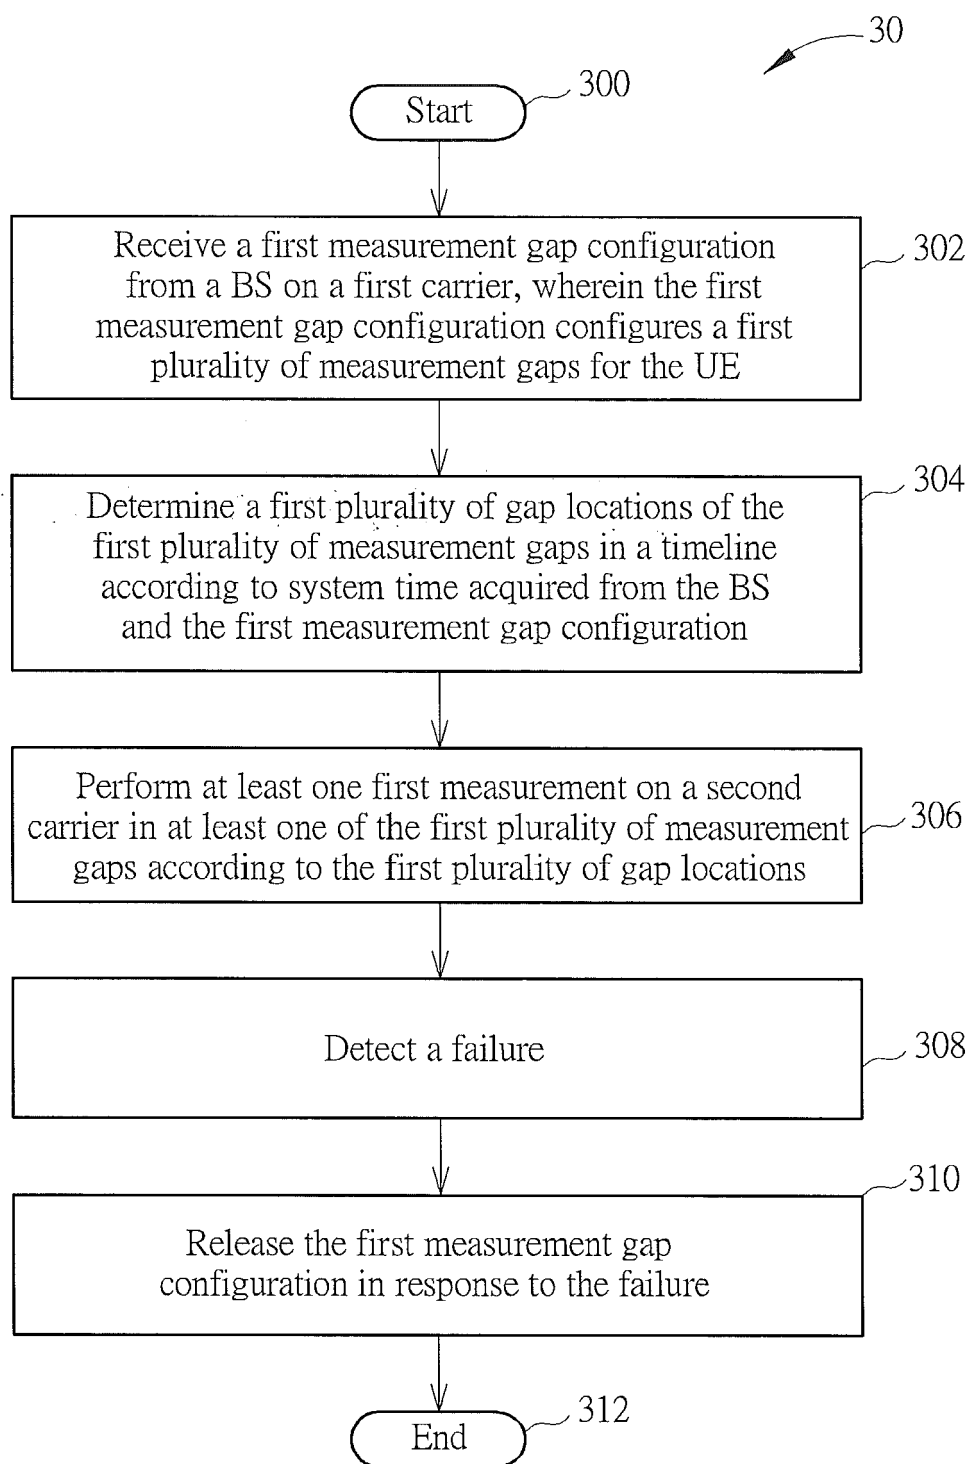 30
Start
300
Receive a first measurement gap configuration
from a BS on a first carrier, wherein the first
measurement gap configuration configures a first
plurality of measurement gaps for the UE
302
Determine a first plurality of gap locations of the
first plurality of measurement gaps in a timeline
according to system time acquired from the BS
and the first measurement gap configuration
304
Perform at least one first measurement on a second
carrier in at least one of the first plurality of measurement
gaps according to the first plurality of gap locations
306
Detect a failure
308
Release the first measurement gap
configuration in response to the failure
310
End
312